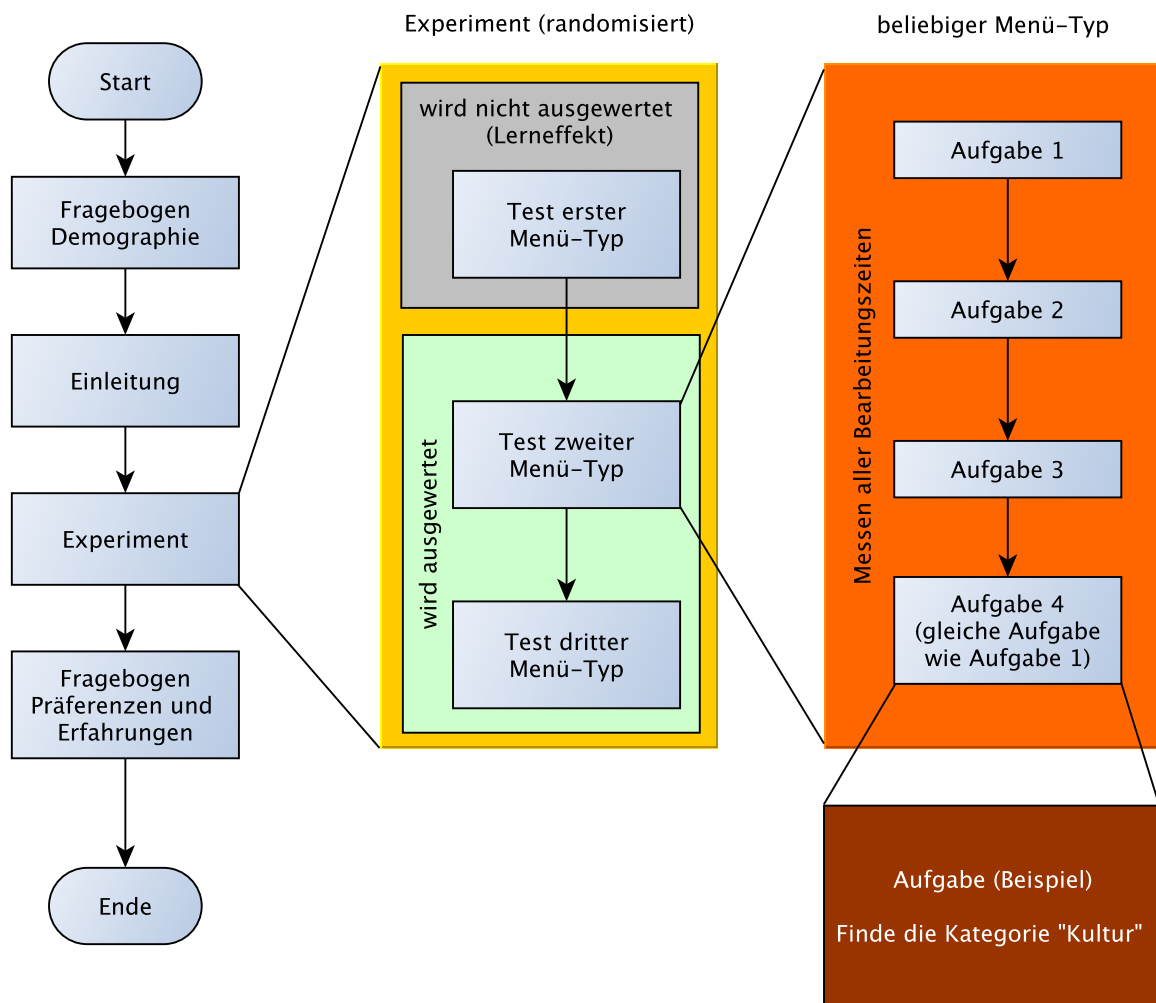 Start
Fragebogen
Demographie
Einleitung
Experiment
Fragebogen
Präferenzen und
Erfahrungen
Ende
Experiment (randomisiert)
wird nicht ausgewertet
(Lerneffekt)
Test erster
Menü-Typ
wird ausgewertet
Test zweiter
Menü-Typ
Test dritter
Menü-Typ
beliebiger Menü-Typ
Messen aller Bearbeitungszeiten
Aufgabe 1
Aufgabe 2
Aufgabe 3
Aufgabe 4
(gleiche Aufgabe
wie Aufgabe 1)
Aufgabe (Beispiel)
Finde die Kategorie "Kultur"